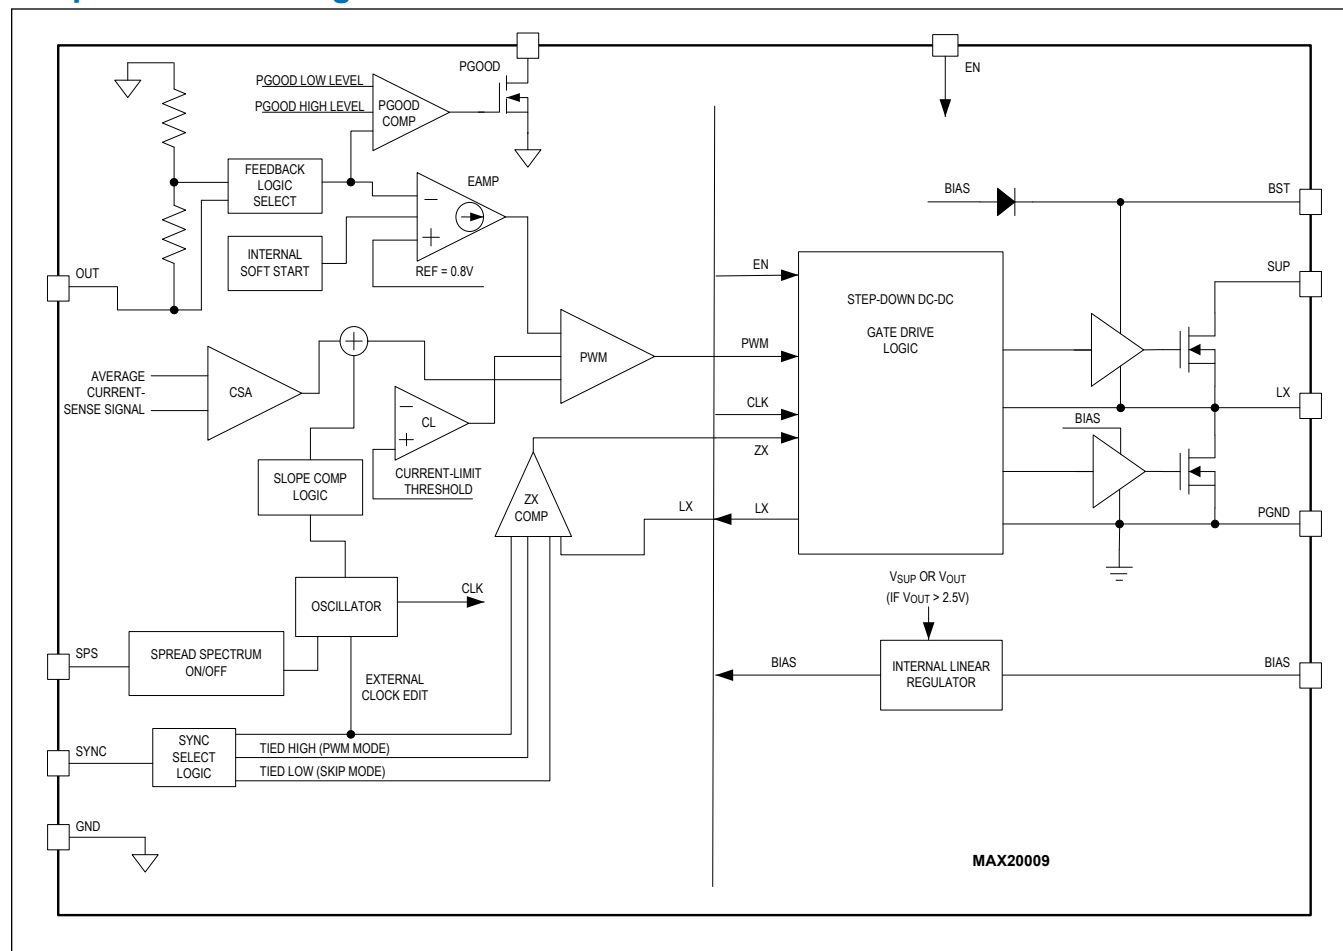 PGOOD
EN
PGOOD LOW LEVEL
PGOOD HIGH LEVEL
PGOOD
COMP
FEEDBACK
LOGIC
SELECT
EAMP
BIAS
BST
INTERNAL
SOFT START
REF = 0.8V
OUT
EN
STEP-DOWN DC-DC
GATE DRIVE
LOGIC
SUP
PWM
PWM
AVERAGE
CURRENT-
SENSE SIGNAL
CSA
CL
CLK
LX
BIAS
ZX
CURRENT-LIMIT
THRESHOLD
SLOPE COMP
LOGIC
ZX
COMP
LX
LX
PGND
VSUP OR VOUT
(IF VOUT > 2.5V)
OSCILLATOR
CLK
SPS
SPREAD SPECTRUM
ON/OFF
BIAS
INTERNAL LINEAR
REGULATOR
BIAS
EXTERNAL
CLOCK EDIT
SYNC
SYNC
SELECT
LOGIC
TIED HIGH (PWM MODE)
TIED LOW (SKIP MODE)
GND
MAX20009